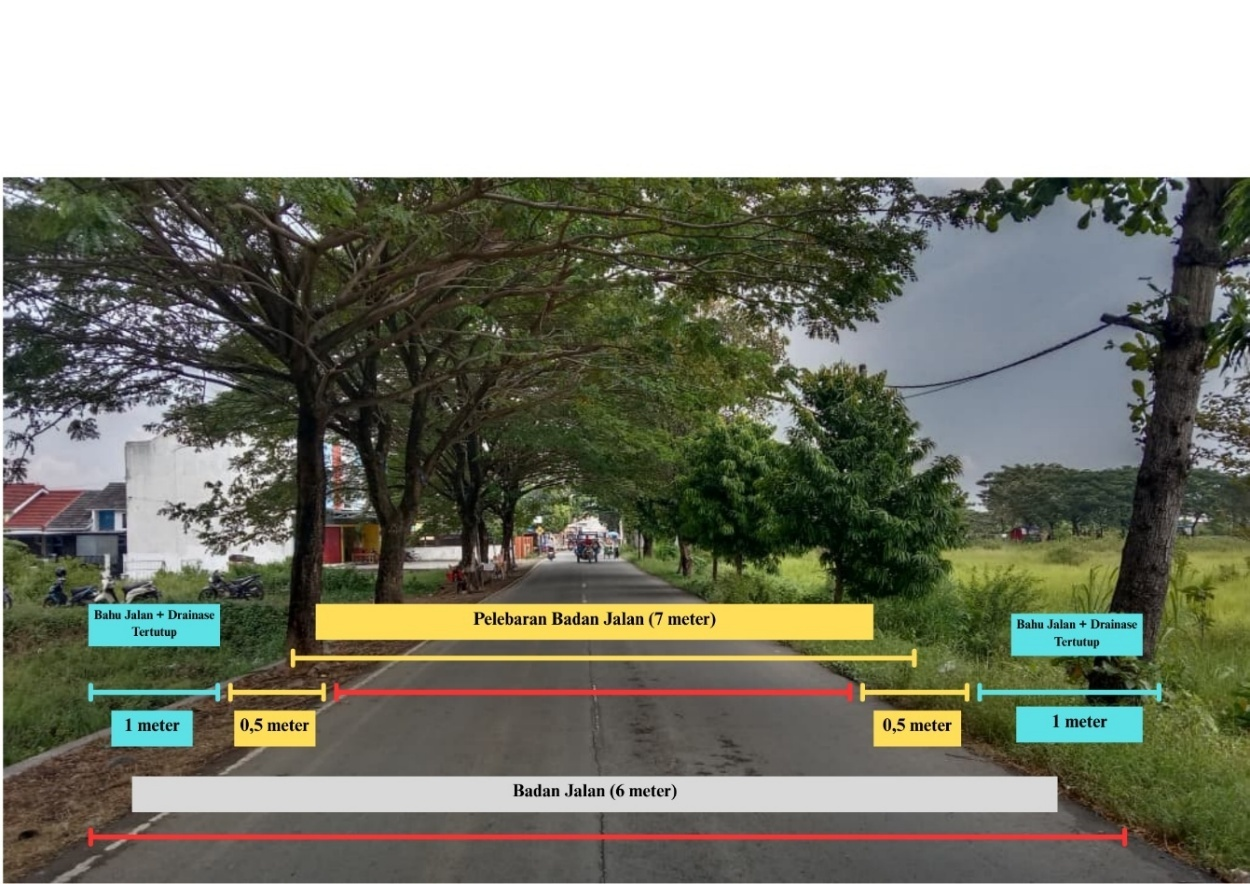 Pelebaran Badan Jalan (7 meter)
Bahu Jalan + Drainase
Tertutup
Bahu Jalan + Drainase
Tertutup
1 meter
0,5 meter
0,5 meter
1 meter
Badan Jalan (6 meter)